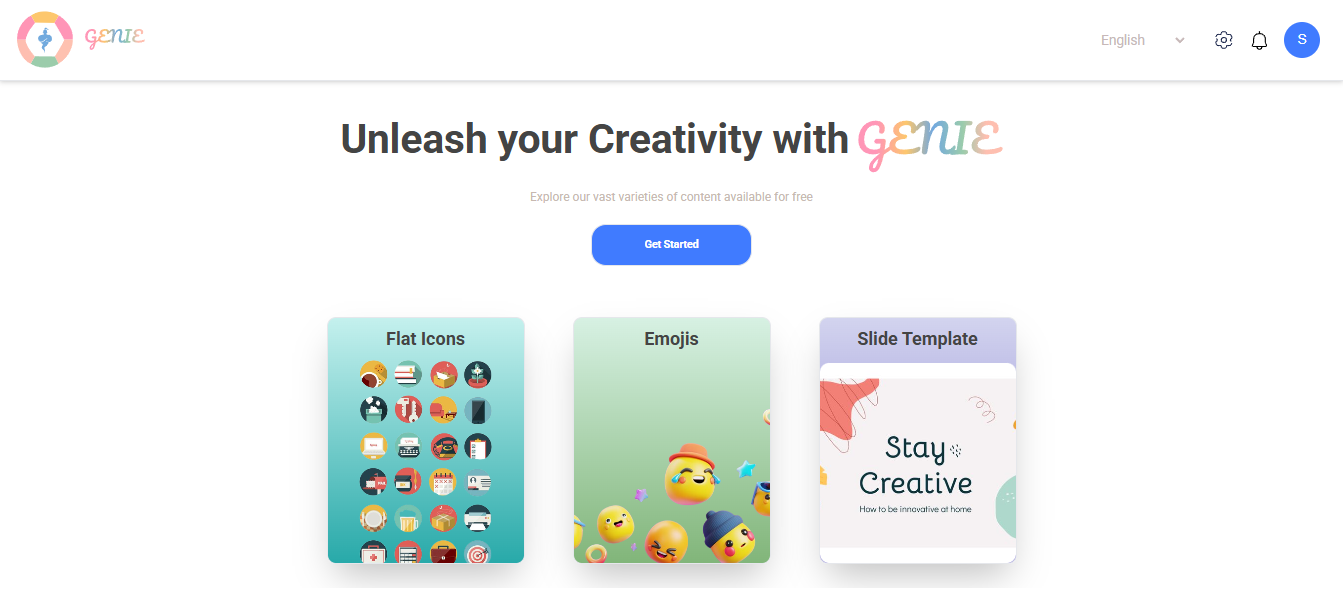 GENIE
English
S
Unleash your Creativity with GENIE
Explore our vast varieties of content available for free
Get Started
Flat Icons
Emojis
Slide Template
Stay
Creative
How to be innovative at home